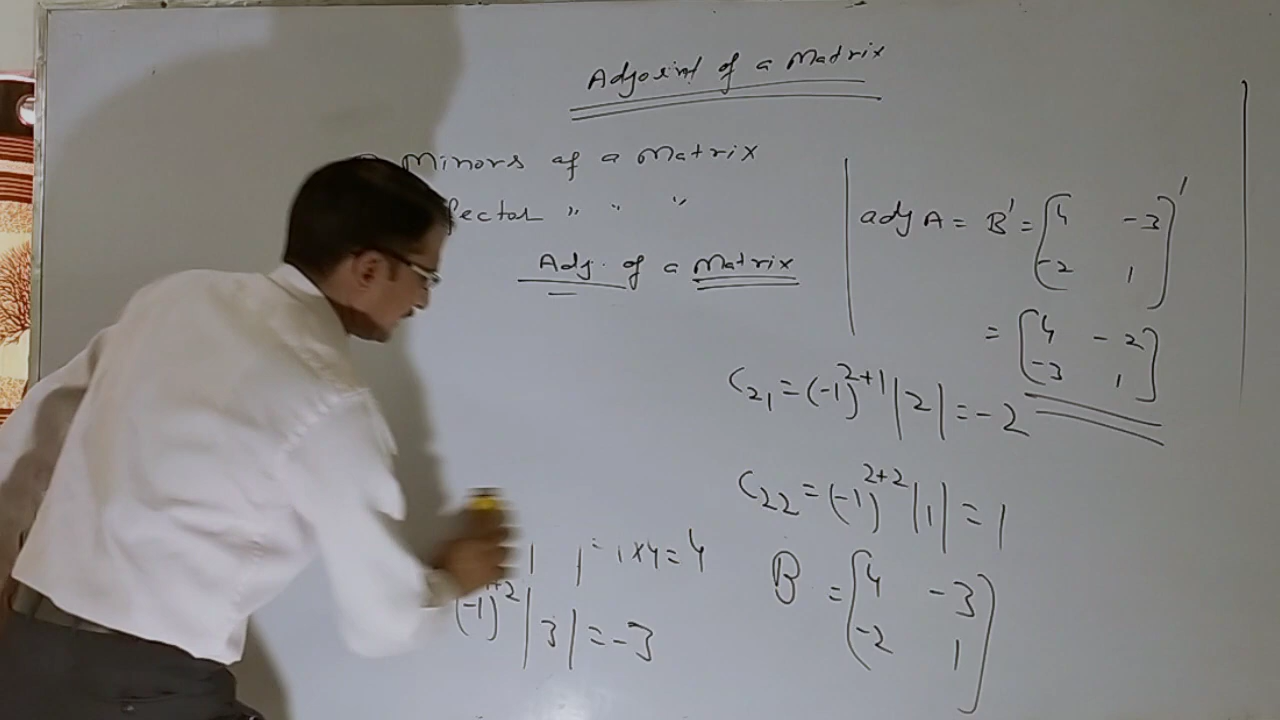 Adjoint of a Matrix
Minors of a Matrix
factor " " "
Adj. of a Matrix
adj A = B' = [4 -3
-2 1]'
= [4 -2
-3 1]
C21 = (-1)^2+1 |2| = -2
C22 = (-1)^2+2 |1| = 1
| | = 1×4 = 4
(-1)^+2 |3| = -3
B = [4 -3
-2 1]